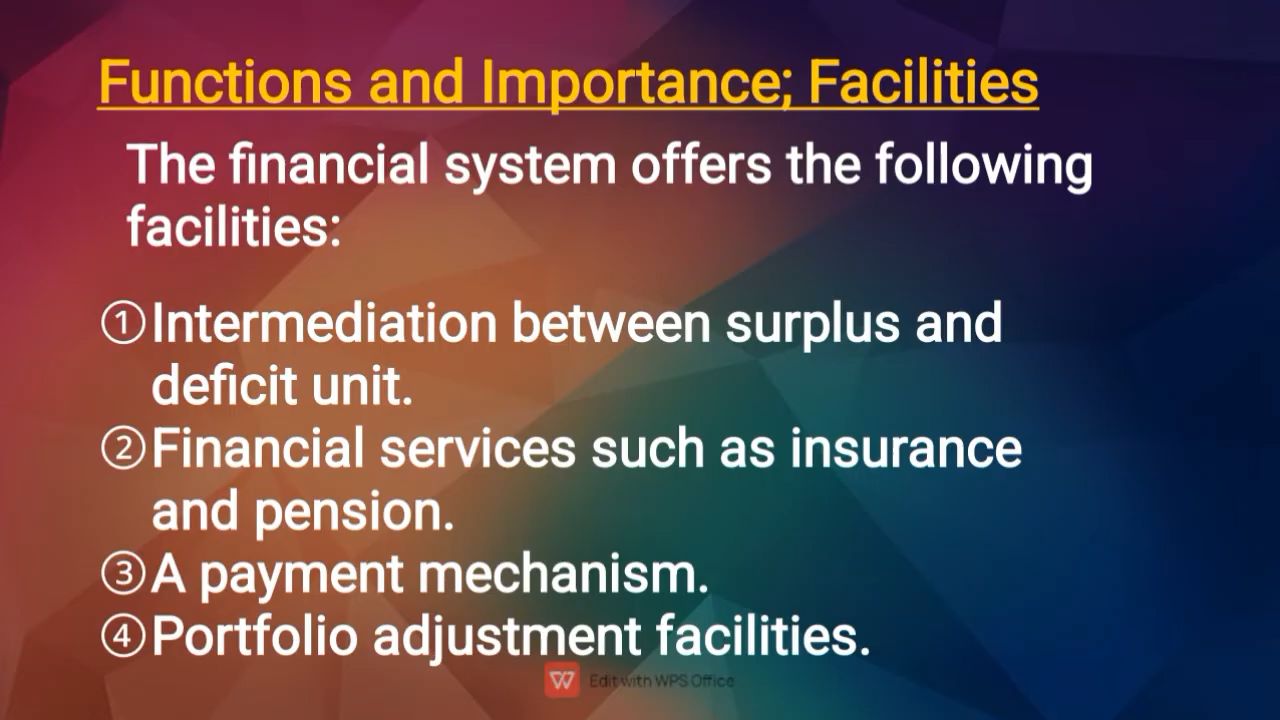 Functions and Importance; Facilities
The financial system offers the following
facilities:
①Intermediation between surplus and
deficit unit.
②Financial services such as insurance
and pension.
③A payment mechanism.
④Portfolio adjustment facilities.
Edit with WPS Office